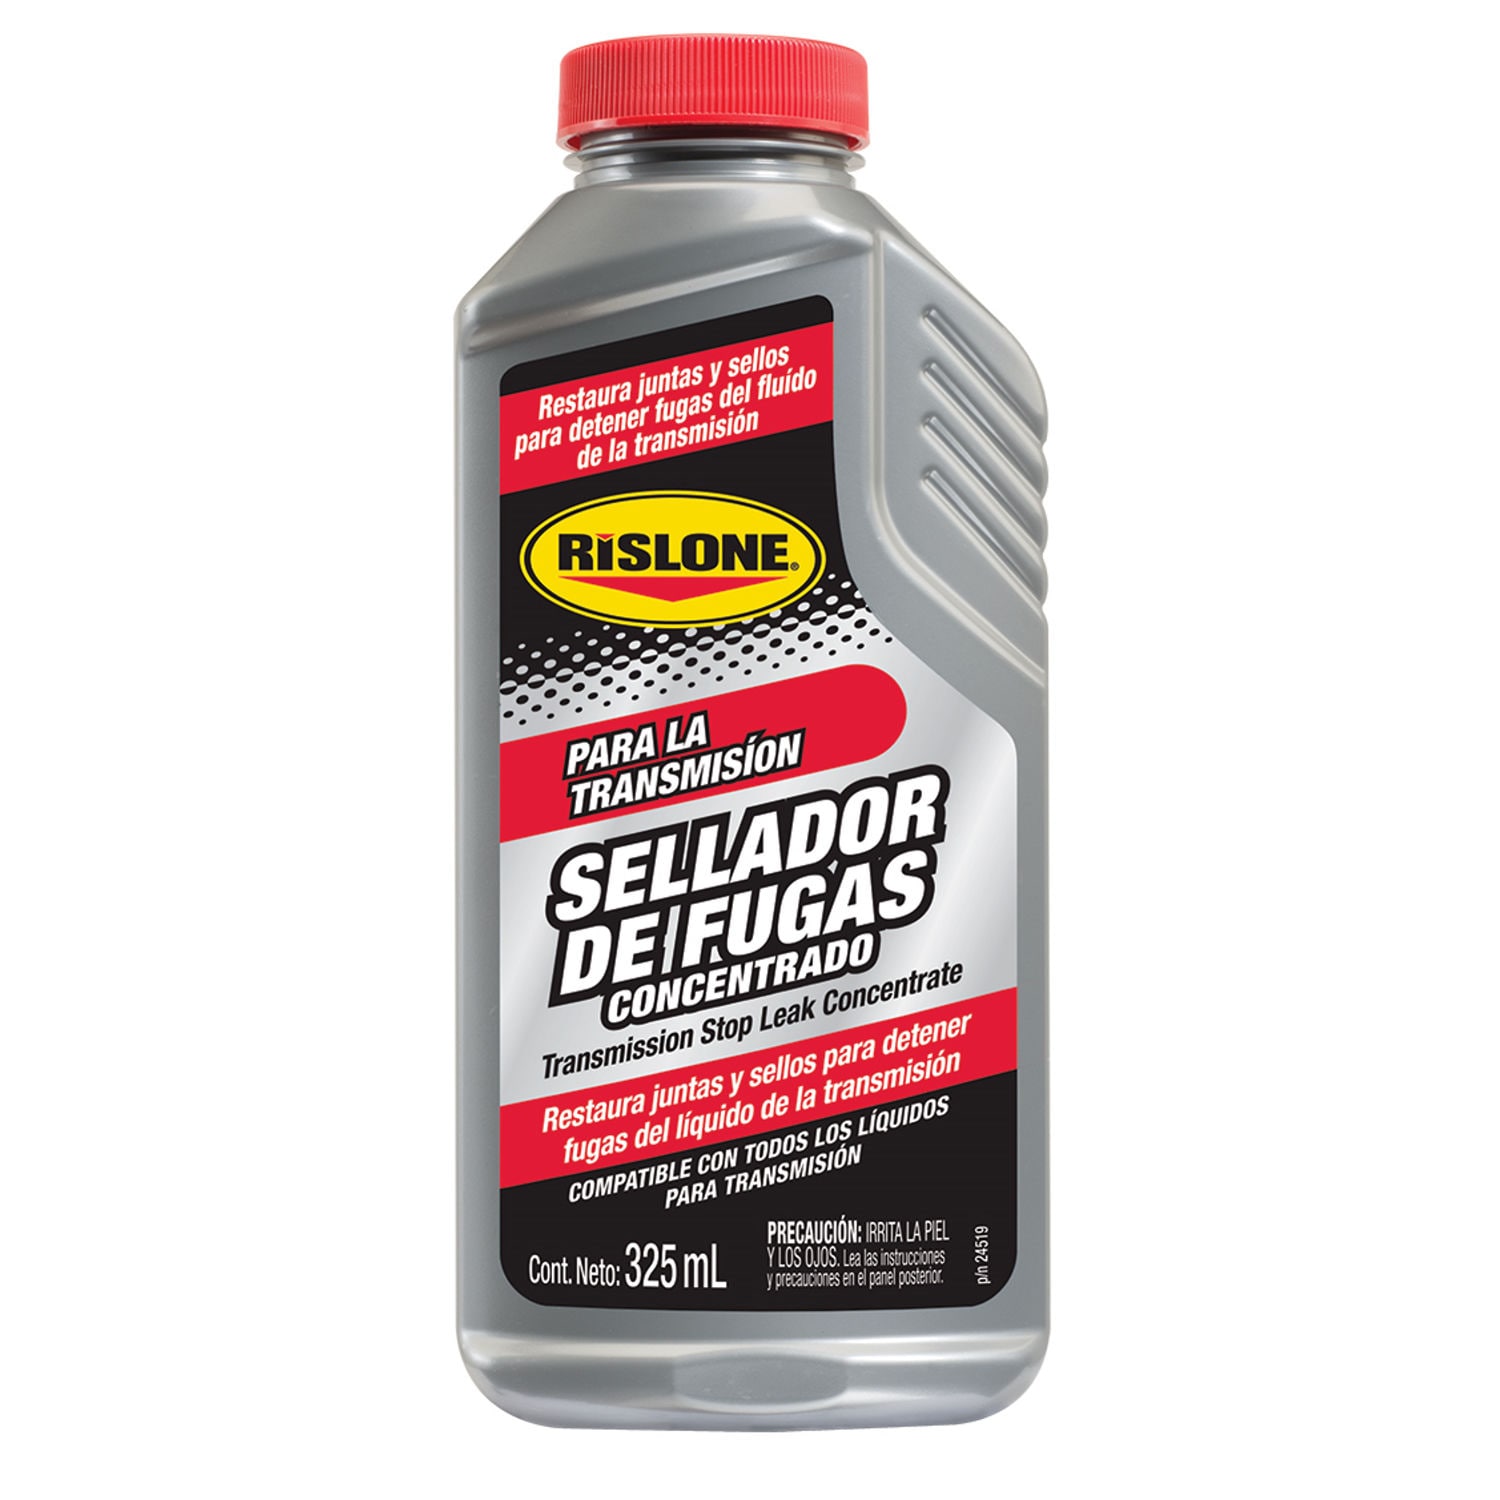 Restaura juntas y sellos
para detener fugas del fluído
de la transmisión
RISLONE®
PARA LA
TRANSMISÍON
SELLADOR
DE FUGAS
CONCENTRADO
Transmission Stop Leak Concentrate
Restaura juntas y sellos para detener
fugas del líquido de la transmisión
COMPATIBLE CON TODOS LOS LÍQUIDOS
PARA TRANSMISIÓN
Cont. Neto: 325 mL
PRECAUCIÓN: IRRITA LA PIEL
Y LOS OJOS. Lea las instrucciones
y precauciones en el panel posterior.
p/n 24519